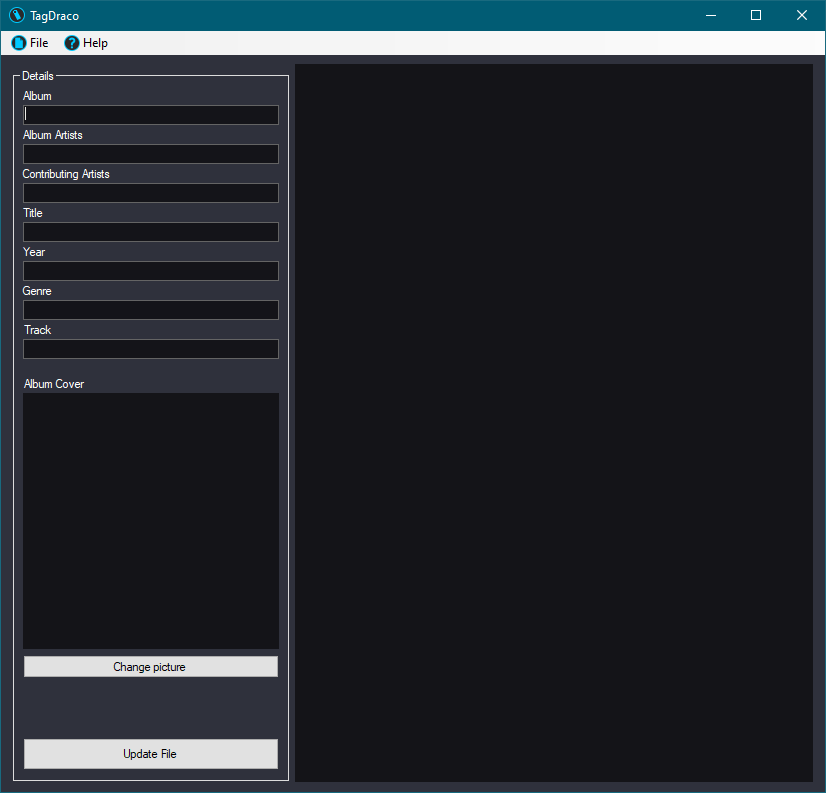 TagDraco
File Help
Details
Album
Album Artists
Contributing Artists
Title
Year
Genre
Track
Album Cover
Change picture
Update File